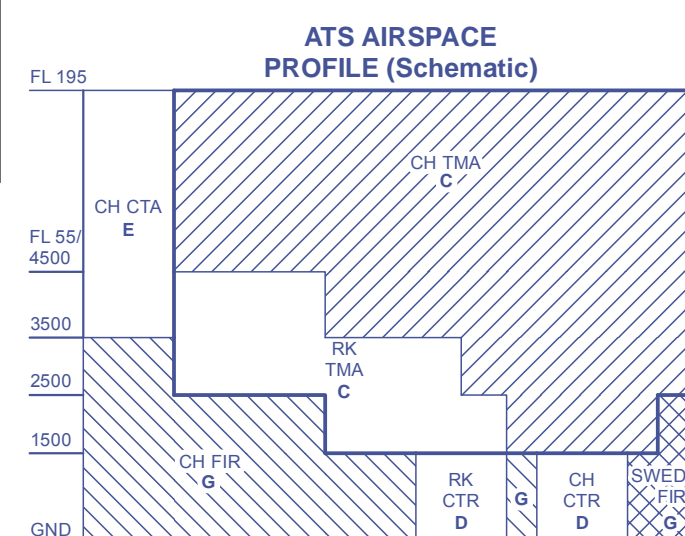 ATS AIRSPACE
PROFILE (Schematic)
FL 195
CH TMA
C
CH CTA
E
FL 55/
4500
3500
RK
TMA
C
2500
1500
CH FIR
G
RK
CTR
D
G
CH
CTR
D
SWED
FIR
G
GND